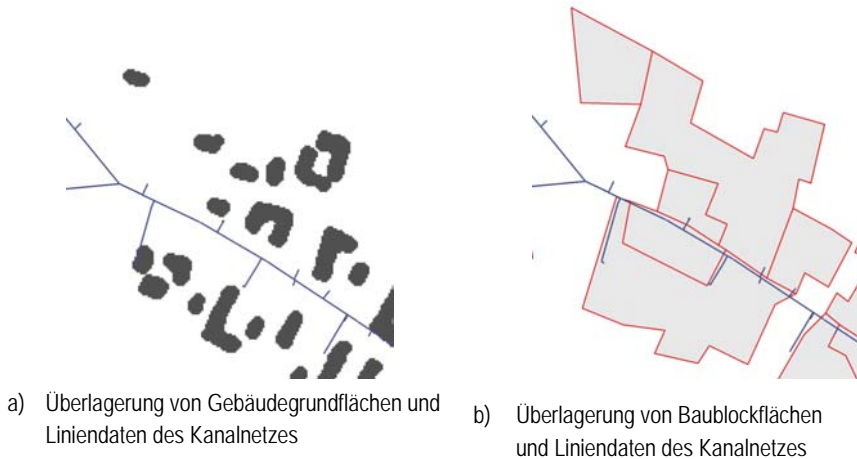 a) Überlagerung von Gebäudegrundflächen und
Liniendaten des Kanalnetzes
b) Überlagerung von Baublockflächen
und Liniendaten des Kanalnetzes